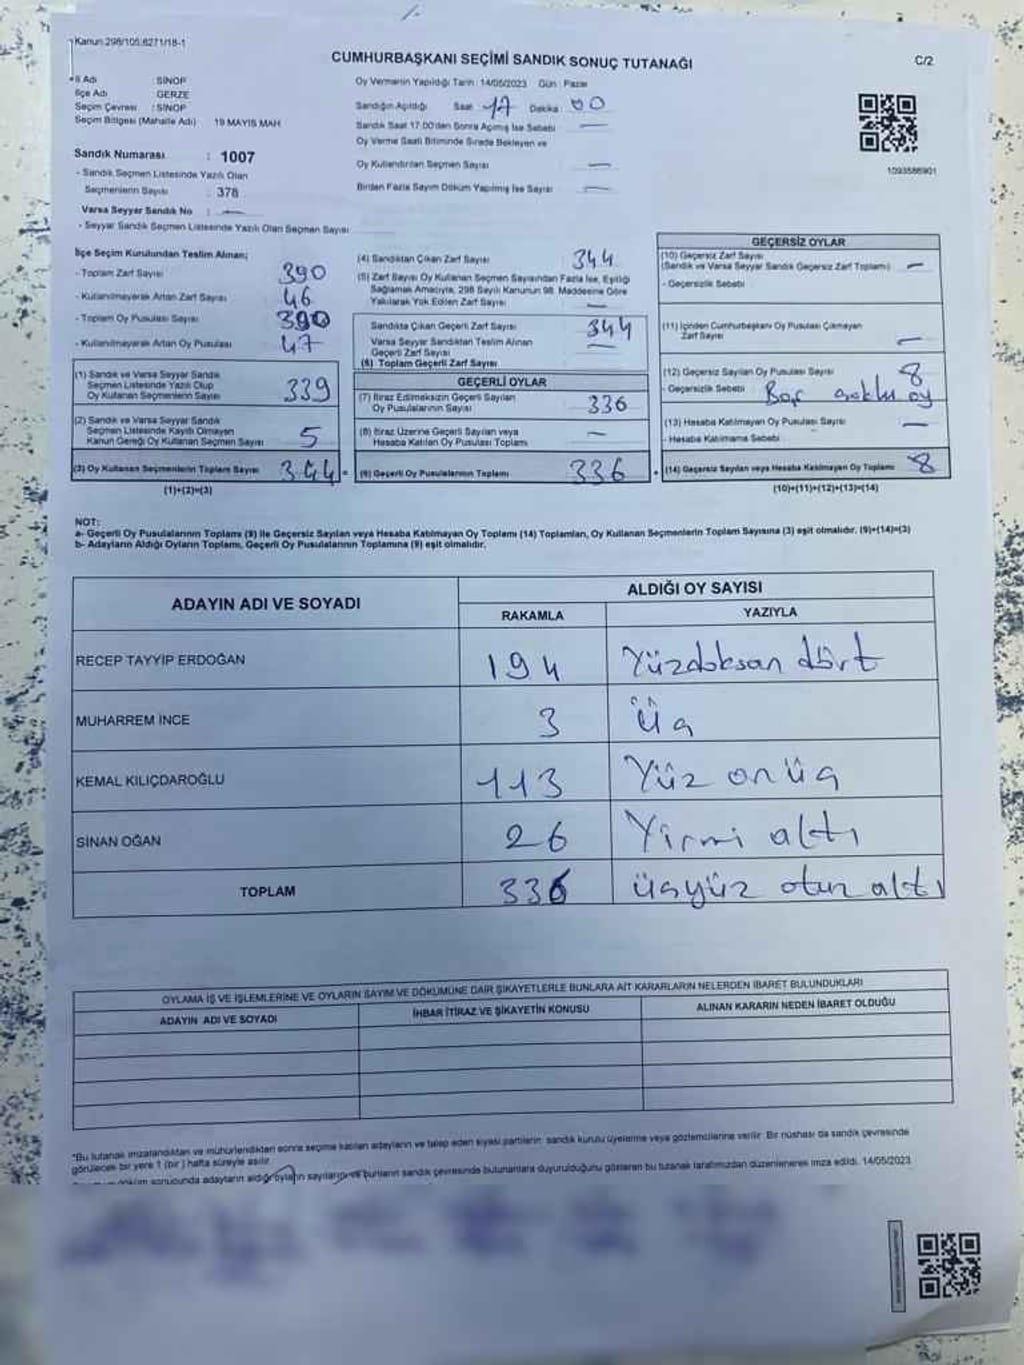 Kanun:298/105,6271/18-1
CUMHURBAŞKANI SEÇİMİ SANDIK SONUÇ TUTANAĞI
C/2
İl Adı : SİNOP
İlçe Adı : GERZE
Seçim Çevresi : SİNOP
Seçim Bölgesi (Mahalle Adı) 19 MAYIS MAH
Sandık Numarası : 1007
- Sandık Seçmen Listesinde Yazılı Olan
Seçmenlerin Sayısı : 378
Varsa Seyyar Sandık No : —
- Seyyar Sandık Seçmen Listesinde Yazılı Olan Seçmen Sayısı
Oy Vermenin Yapıldığı Tarih : 14/05/2023 Gün : Pazar
Sandığın Açıldığı Saat 17 Dakika : 00
Sandık Saat 17.00'den Sonra Açılmış İse Sebebi —
Oy Verme Saati Bitiminde Sırada Bekleyen ve
Oy Kullandırılan Seçmen Sayısı —
Birden Fazla Sayım Döküm Yapılmış İse Sayısı —
1093586901
İlçe Seçim Kurulundan Teslim Alınan;
- Toplam Zarf Sayısı 390
- Kullanılmayarak Artan Zarf Sayısı 46
- Toplam Oy Pusulası Sayısı 390
- Kullanılmayarak Artan Oy Pusulası 47
(1) Sandık ve Varsa Seyyar Sandık
Seçmen Listesinde Yazılı Olup
Oy Kullanan Seçmenlerin Sayısı 339
(2) Sandık ve Varsa Seyyar Sandık
Seçmen Listesinde Kayıtlı Olmayan
Kanun Gereği Oy Kullanan Seçmen Sayısı 5
(3) Oy Kullanan Seçmenlerin Toplam Sayısı 344 =
(1)+(2)=(3)
(4) Sandıktan Çıkan Zarf Sayısı 344
(5) Zarf Sayısı Oy Kullanan Seçmen Sayısından Fazla İse, Eşitliği
Sağlamak Amacıyla, 298 Sayılı Kanunun 98. Maddesine Göre
Yakılarak Yok Edilen Zarf Sayısı —
Sandıkta Çıkan Geçerli Zarf Sayısı 344
Varsa Seyyar Sandıktan Teslim Alınan
Geçerli Zarf Sayısı —
(6) Toplam Geçerli Zarf Sayısı
GEÇERLİ OYLAR
(7) İtiraz Edilmeksizin Geçerli Sayılan
Oy Pusulalarının Sayısı 336
(8) İtiraz Üzerine Geçerli Sayılan veya
Hesaba Katılan Oy Pusulası Toplamı —
(9) Geçerli Oy Pusulalarının Toplamı 336 +
GEÇERSİZ OYLAR
(10) Geçersiz Zarf Sayısı
(Sandık ve Varsa Seyyar Sandık Geçersiz Zarf Toplamı) —
- Geçersizlik Sebebi
(11) İçinden Cumhurbaşkanı Oy Pusulası Çıkmayan
Zarf Sayısı —
(12) Geçersiz Sayılan Oy Pusulası Sayısı 8
- Geçersizlik Sebebi oy
(13) Hesaba Katılmayan Oy Pusulası Sayısı —
- Hesaba Katılmama Sebebi
(14) Geçersiz Sayılan veya Hesaba Katılmayan Oy Toplamı 8
(10)+(11)+(12)+(13)=(14)
NOT:
a- Geçerli Oy Pusulalarının Toplamı (9) ile Geçersiz Sayılan veya Hesaba Katılmayan Oy Toplamı (14) Toplamları, Oy Kullanan Seçmenlerin Toplam Sayısına (3) eşit olmalıdır. (9)+(14)=(3)
b- Adayların Aldığı Oyların Toplamı, Geçerli Oy Pusulalarının Toplamına (9) eşit olmalıdır.
ADAYIN ADI VE SOYADI
ALDIĞI OY SAYISI
RAKAMLA YAZIYLA
RECEP TAYYİP ERDOĞAN 194 Yüzdoksan dört
MUHARREM İNCE 3 üç
KEMAL KILIÇDAROĞLU 113 Yüz onüç
SİNAN OĞAN 26 Yirmi altı
TOPLAM 336 üçyüz otuz altı
OYLAMA İŞ VE İŞLEMLERİNE VE OYLARIN SAYIM VE DÖKÜMÜNE DAİR ŞİKAYETLERLE BUNLARA AİT KARARLARIN NELERDEN İBARET BULUNDUKLARI
ADAYIN ADI VE SOYADI İHBAR İTİRAZ VE ŞİKAYETİN KONUSU ALINAN KARARIN NEDEN İBARET OLDUĞU
"Bu tutanak imzalandıktan ve mühürlendikten sonra seçime katılan adayların ve talep eden siyasi partilerin sandık kurulu üyelerine veya gözlemcilerine verilir. Bir nüshası da sandık çevresinde
görülecek bir yere 1 (bir) hafta süreyle asılır.
döküm sonucunda adayların aldığı oyların sayılarını ve bunların sandık çevresinde bulunanlara duyurulduğunu gösteren bu tutanak tarafımızdan düzenlenerek imza edildi. 14/05/2023